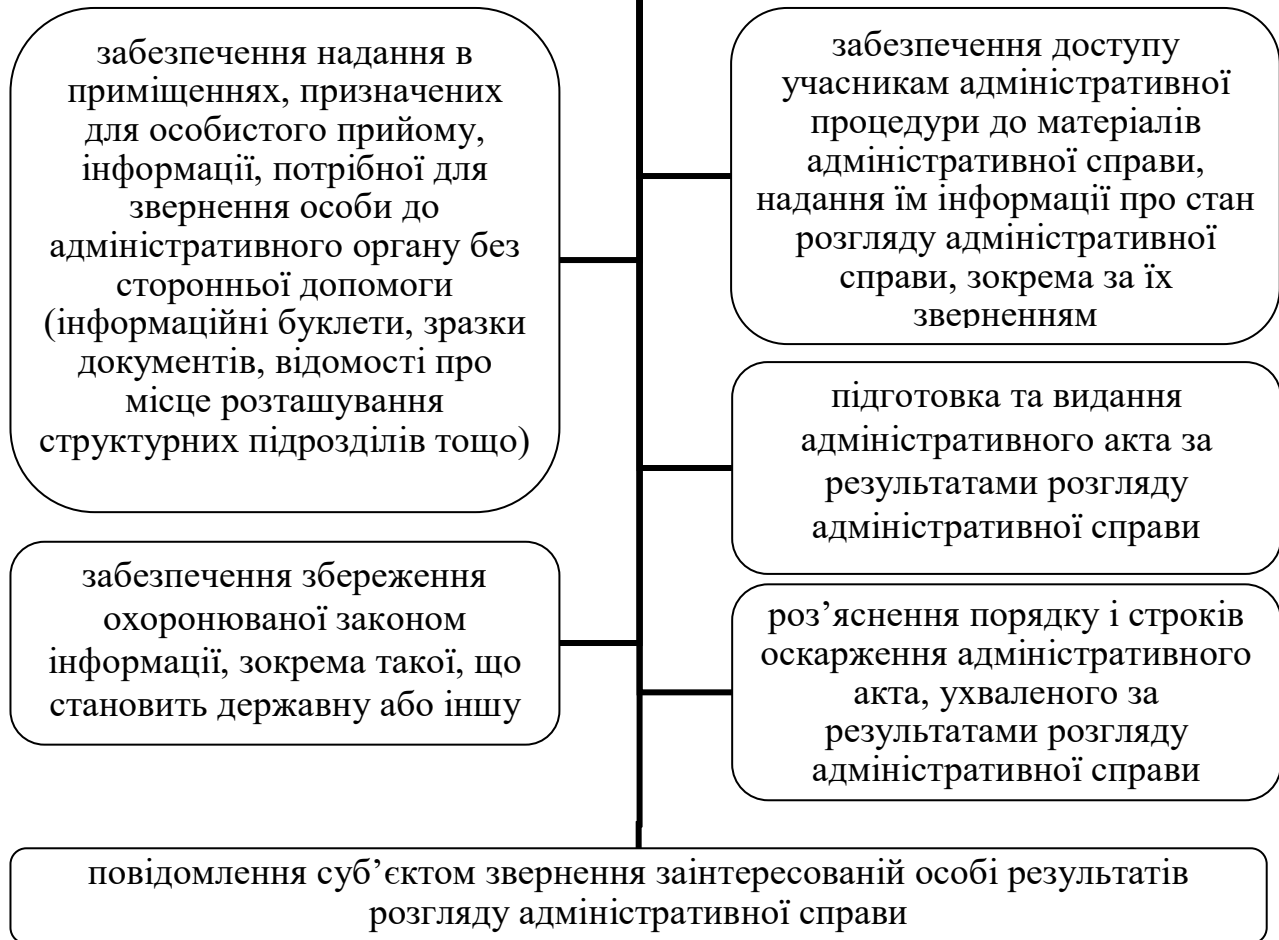 забезпечення надання в
приміщеннях, призначених
для особистого прийому,
інформації, потрібної для
звернення особи до
адміністративного органу без
сторонньої допомоги
(інформаційні буклети, зразки
документів, відомості про
місце розташування
структурних підрозділів тощо)
забезпечення збереження
охоронюваної законом
інформації, зокрема такої, що
становить державну або іншу
забезпечення доступу
учасникам адміністративної
процедури до матеріалів
адміністративної справи,
надання їм інформації про стан
розгляду адміністративної
справи, зокрема за їх
зверненням
підготовка та видання
адміністративного акта за
результатами розгляду
адміністративної справи
роз’яснення порядку і строків
оскарження адміністративного
акта, ухваленого за
результатами розгляду
адміністративної справи
повідомлення суб’єктом звернення заінтересованій особі результатів
розгляду адміністративної справи